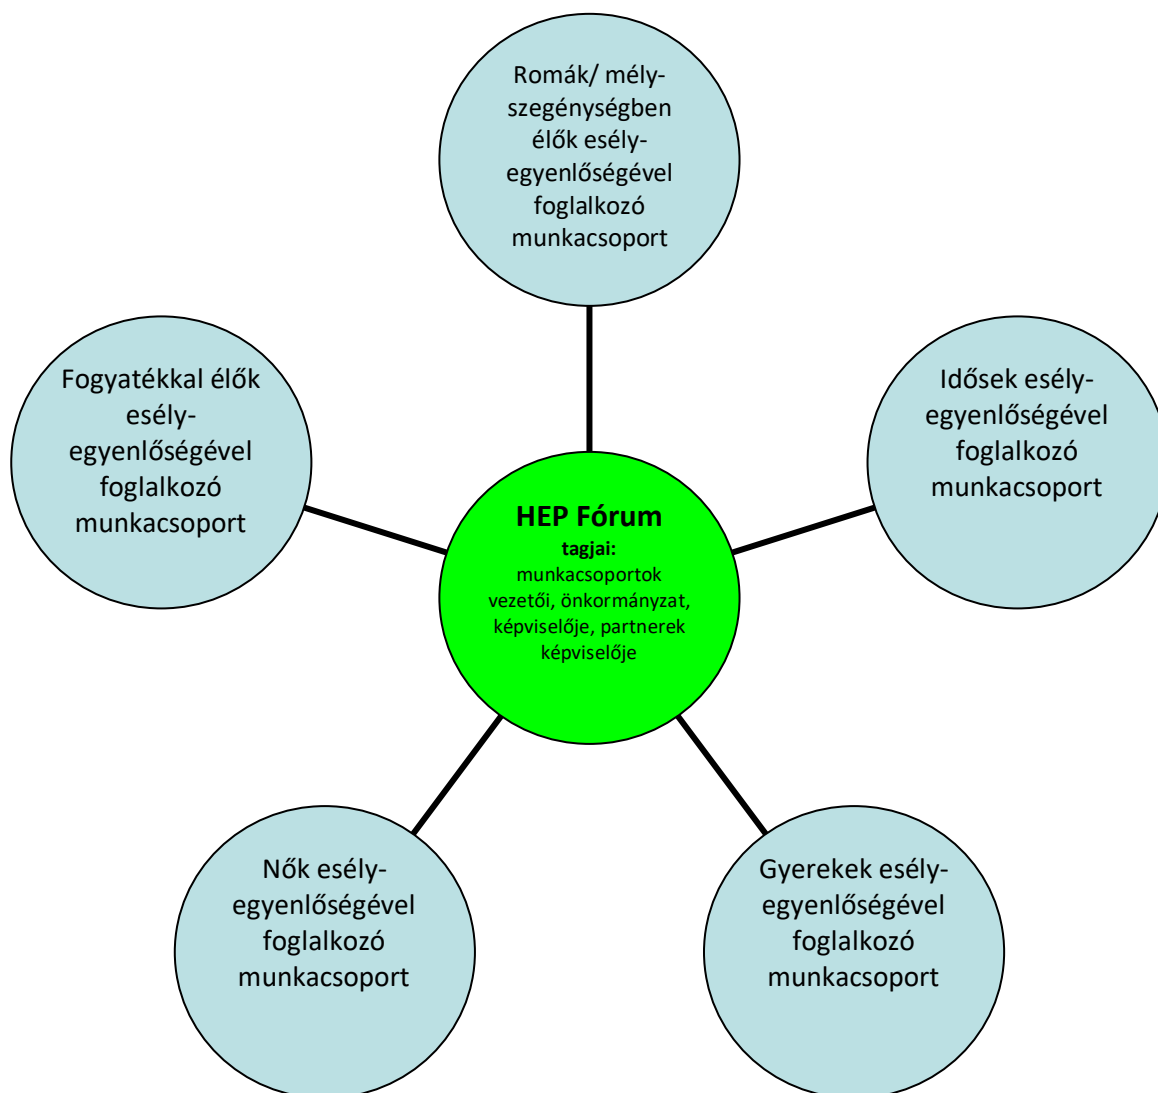 Romák/ mély-
szegénységben
élők esély-
egyenlőségével
foglalkozó
munkacsoport
Fogyatékkal élők
esély-
egyenlőségével
foglalkozó
munkacsoport
Idősek esély-
egyenlőségével
foglalkozó
munkacsoport
HEP Fórum
tagjai:
munkacsoportok
vezetői, önkormányzat,
képviselője, partnerek
képviselője
Nők esély-
egyenlőségével
foglalkozó
munkacsoport
Gyerekek esély-
egyenlőségével
foglalkozó
munkacsoport